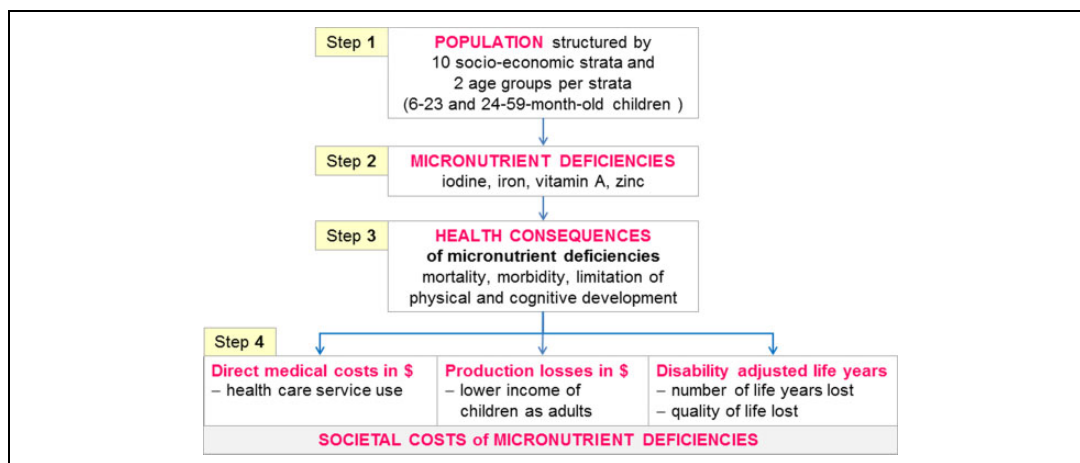 Step 1
POPULATION structured by
10 socio-economic strata and
2 age groups per strata
(6-23 and 24-59-month-old children )
Step 2
MICRONUTRIENT DEFICIENCIES
iodine, iron, vitamin A, zinc
Step 3
HEALTH CONSEQUENCES
of micronutrient deficiencies
mortality, morbidity, limitation of
physical and cognitive development
Step 4
Direct medical costs in $
– health care service use
Production losses in $
– lower income of
children as adults
Disability adjusted life years
– number of life years lost
– quality of life lost
SOCIETAL COSTS of MICRONUTRIENT DEFICIENCIES